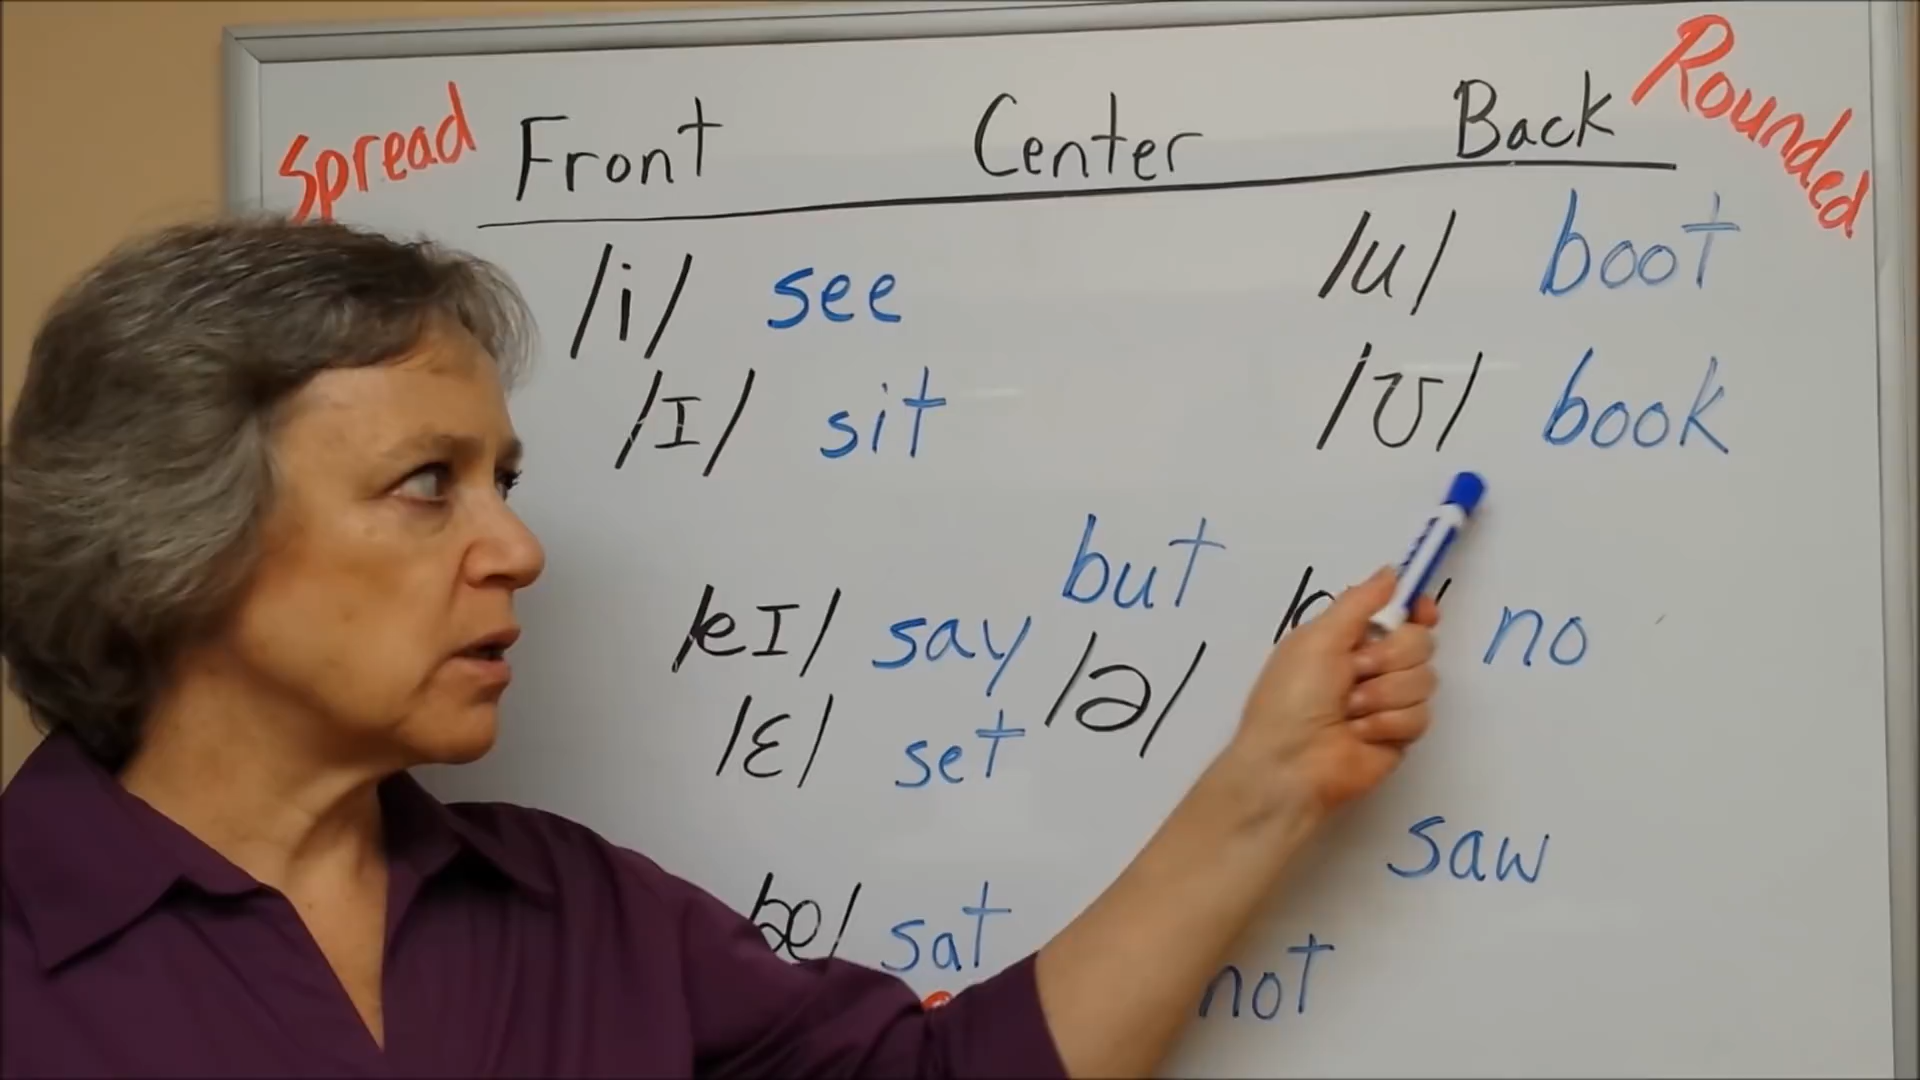 Spread Front Center Back Rounded
/i/ see /u/ boot
/ɪ/ sit /ʊ/ book
but
/eɪ/ say no
/ə/
/ɛ/ set
saw
/æ/ sat
not